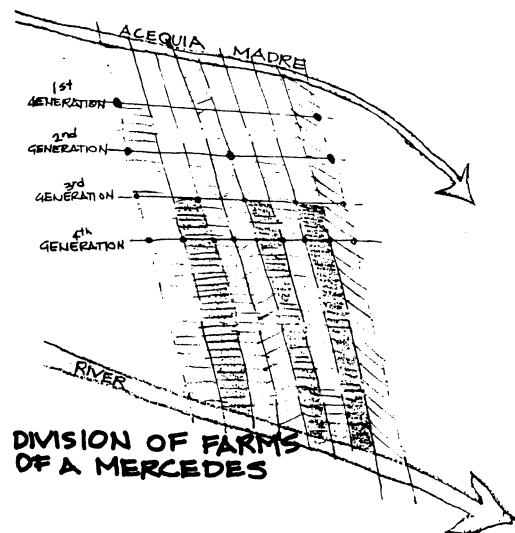 ACEQUIA MADRE
1st
GENERATION
2nd
GENERATION
3rd
GENERATION
4th
GENERATION
RIVER
DIVISION OF FARMS
OF A MERCEDES